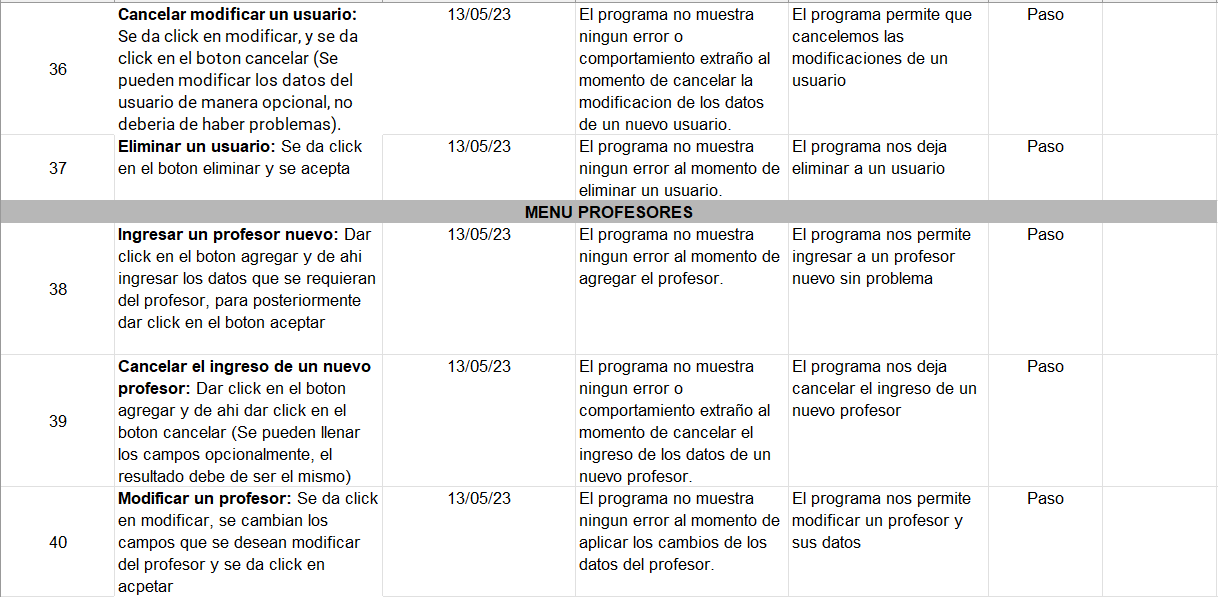 36
Cancelar modificar un usuario:
Se da click en modificar, y se da
click en el boton cancelar (Se
pueden modificar los datos del
usuario de manera opcional, no
deberia de haber problemas).
13/05/23
El programa no muestra
ningun error o
comportamiento extraño al
momento de cancelar la
modificacion de los datos
de un nuevo usuario.
El programa permite que
cancelemos las
modificaciones de un
usuario
Paso
37
Eliminar un usuario: Se da click
en el boton eliminar y se acepta
13/05/23
El programa no muestra
ningun error al momento de
eliminar un usuario.
El programa nos deja
eliminar a un usuario
Paso
MENU PROFESORES
38
Ingresar un profesor nuevo: Dar
click en el boton agregar y de ahi
ingresar los datos que se requieran
del profesor, para posteriormente
dar click en el boton aceptar
13/05/23
El programa no muestra
ningun error al momento de
agregar el profesor.
El programa nos permite
ingresar a un profesor
nuevo sin problema
Paso
39
Cancelar el ingreso de un nuevo
profesor: Dar click en el boton
agregar y de ahi dar click en el
boton cancelar (Se pueden llenar
los campos opcionalmente, el
resultado debe de ser el mismo)
13/05/23
El programa no muestra
ningun error o
comportamiento extraño al
momento de cancelar el
ingreso de los datos de un
nuevo profesor.
El programa nos deja
cancelar el ingreso de un
nuevo profesor
Paso
40
Modificar un profesor: Se da click
en modificar, se cambian los
campos que se desean modificar
del profesor y se da click en
acpetar
13/05/23
El programa no muestra
ningun error al momento de
aplicar los cambios de los
datos del profesor.
El programa nos permite
modificar un profesor y
sus datos
Paso